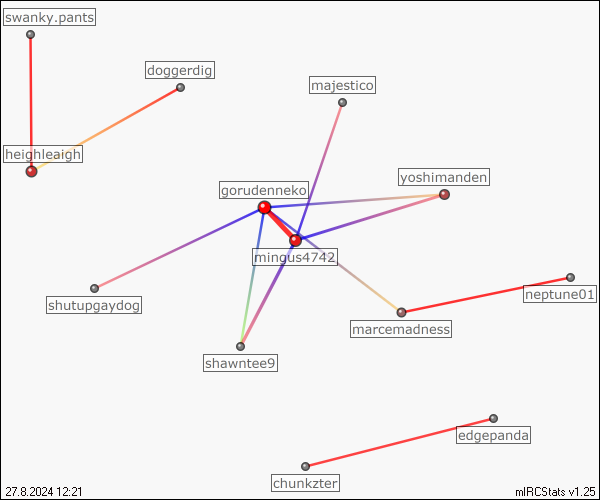 swanky.pants
doggerdig
majestico
heighleaigh
yoshimanden
gorudenneko
mingus4742
neptune01
shutupgaydog
marcemadness
shawntee9
edgepanda
chunkzter
27.8.2024 12:21
mIRCStats v1.25